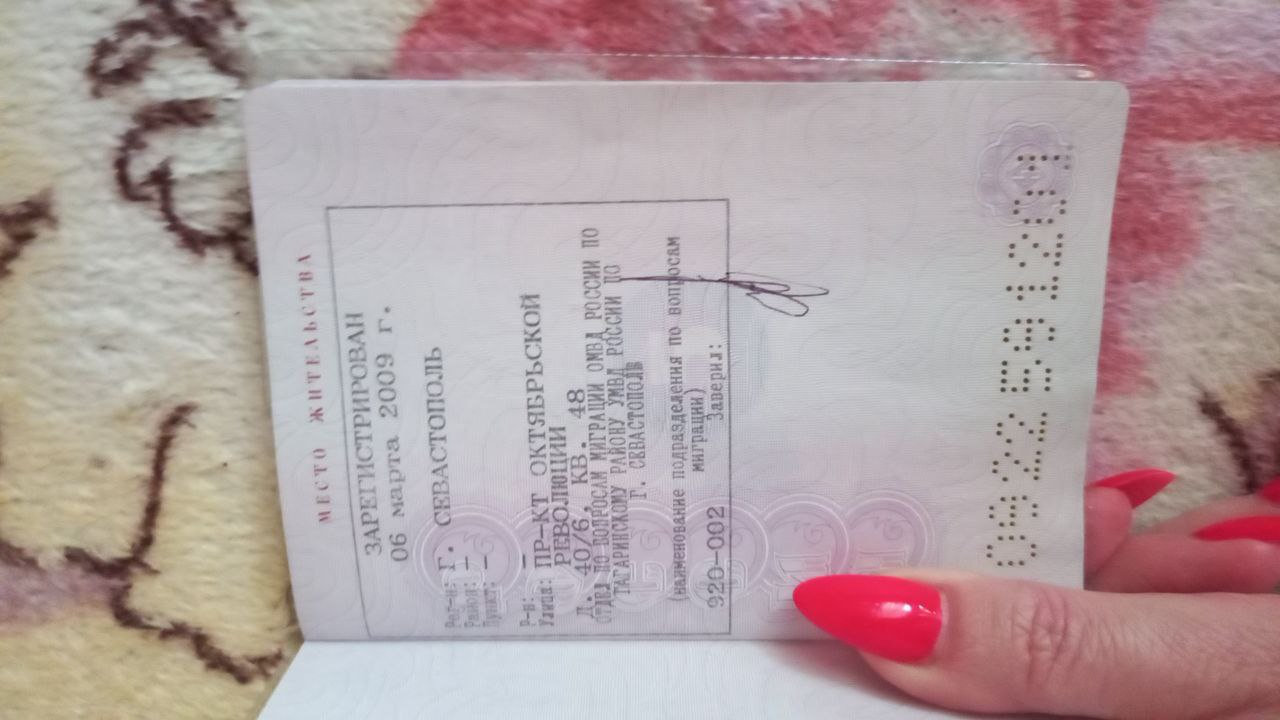 МЕСТО ЖИТЕЛЬСТВА
ЗАРЕГИСТРИРОВАН
06 марта 2009 г.
Рег-н: Г. СЕВАСТОПОЛЬ
Район: -
Пункт: -
Р-н: -
Улица: ПР-КТ ОКТЯБРЬСКОЙ
РЕВОЛЮЦИИ
Д. 40/6, КВ. 48
ОТДЕЛ ПО ВОПРОСАМ МИГРАЦИИ ОМВД РОССИИ ПО
ГАГАРИНСКОМУ РАЙОНУ УМВД РОССИИ ПО
Г. СЕВАСТОПОЛЬ
(наименование подразделения по вопросам
миграции)
920-002 Заверил: